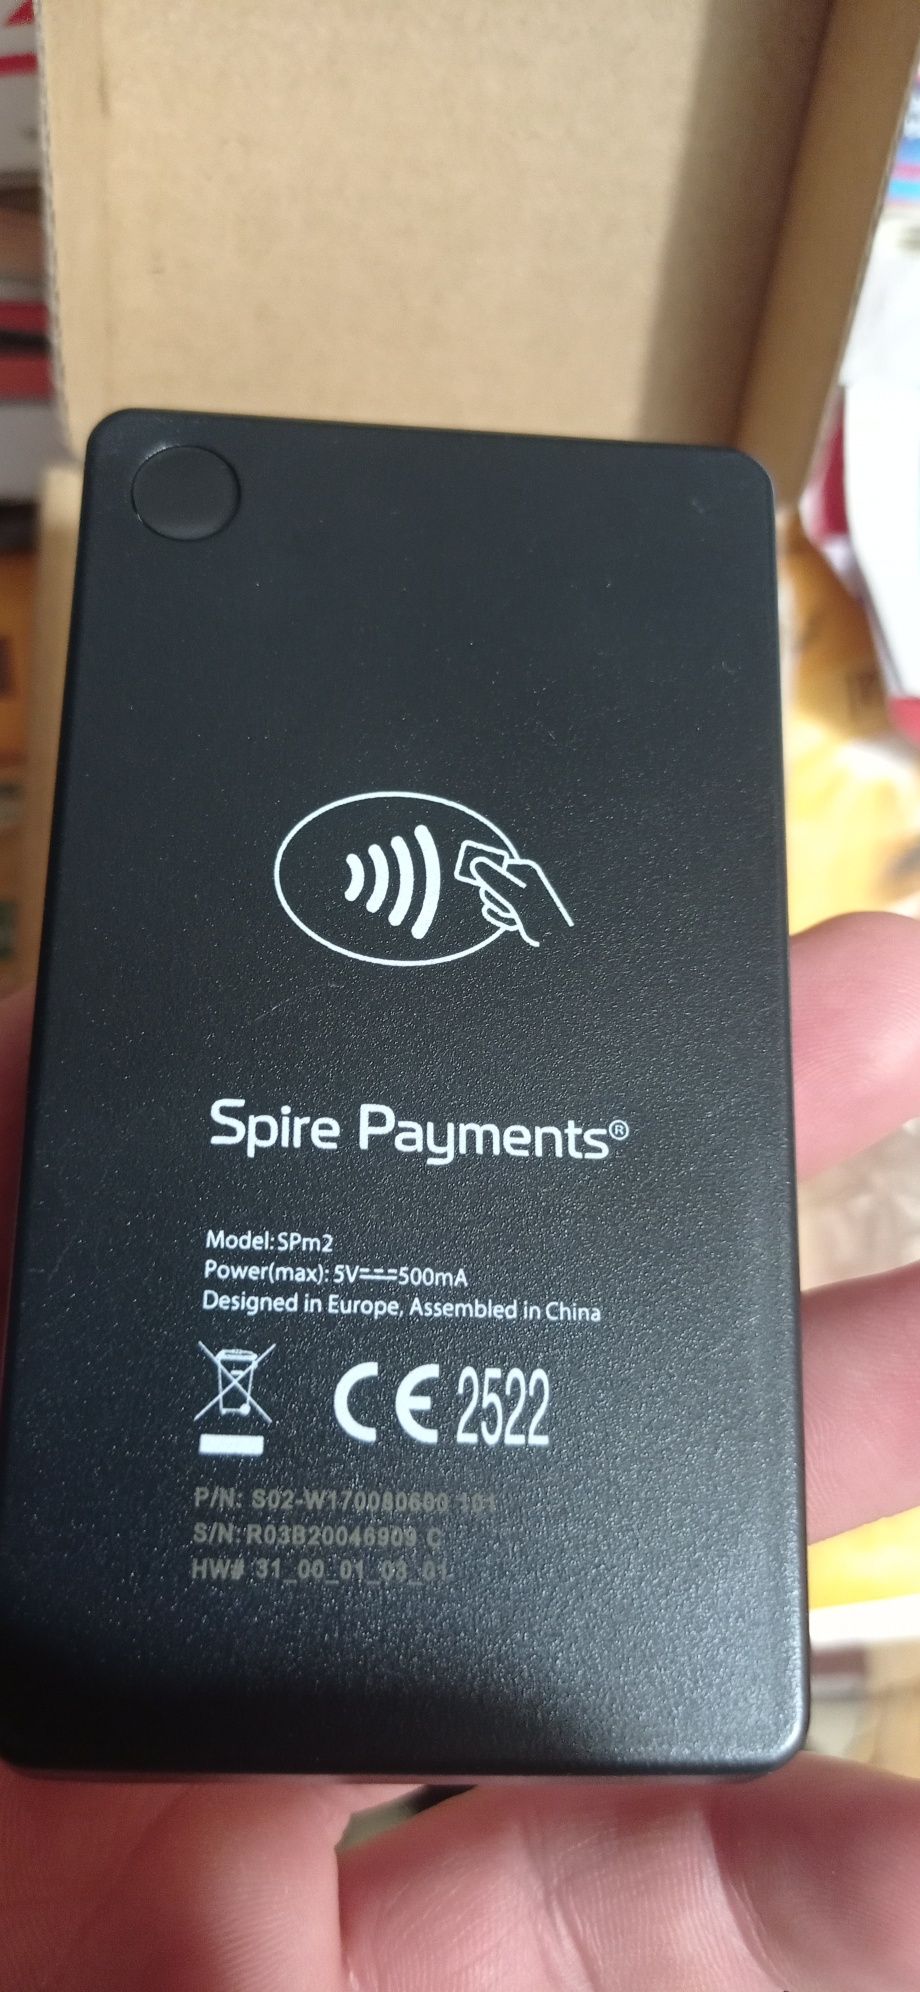 Spire Payments®
Model: SPm2
Power(max): 5V⎓500mA
Designed in Europe, Assembled in China
CE 2522
P/N: S02-W170080600 101
S/N: R03B20046909 C
HW# 31_00_01_03_01